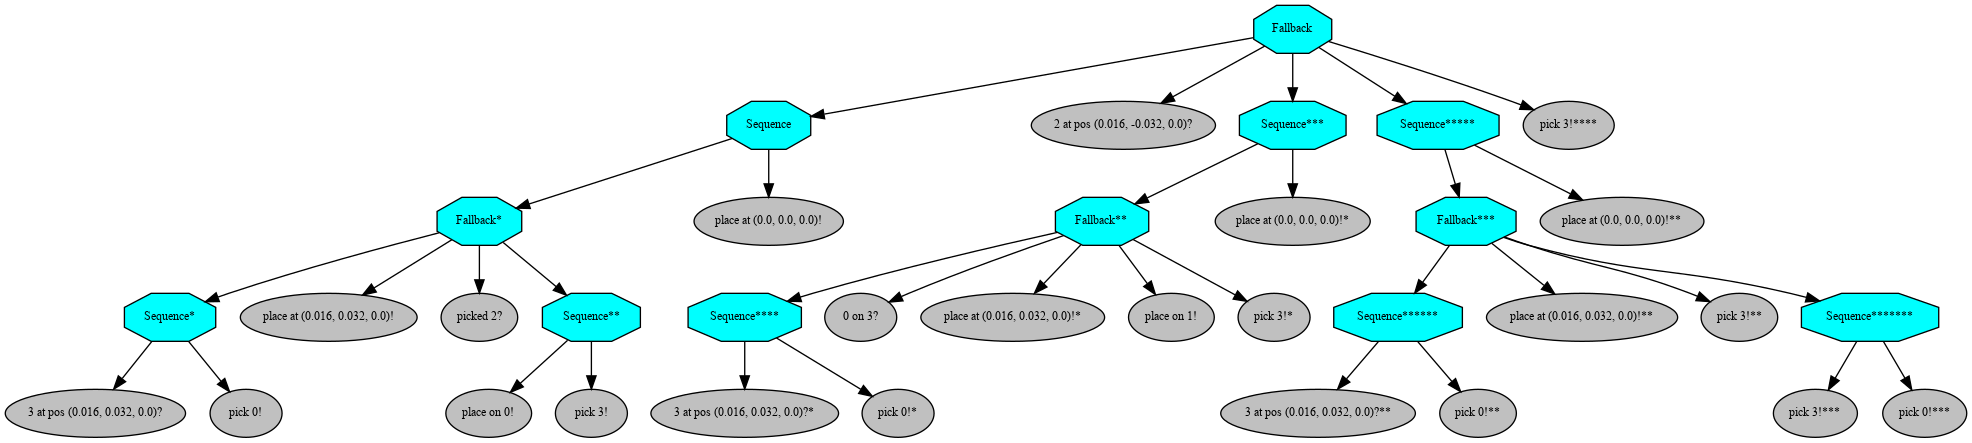 Fallback
Sequence
2 at pos (0.016, -0.032, 0.0)?
Sequence***
Sequence*****
pick 3!****
Fallback*
place at (0.0, 0.0, 0.0)!
Fallback**
place at (0.0, 0.0, 0.0)!*
Fallback***
place at (0.0, 0.0, 0.0)!**
Sequence*
place at (0.016, 0.032, 0.0)!
picked 2?
Sequence**
Sequence****
0 on 3?
place at (0.016, 0.032, 0.0)!*
place on 1!
pick 3!*
Sequence******
place at (0.016, 0.032, 0.0)!**
pick 3!**
Sequence*******
3 at pos (0.016, 0.032, 0.0)?
pick 0!
place on 0!
pick 3!
3 at pos (0.016, 0.032, 0.0)?*
pick 0!*
3 at pos (0.016, 0.032, 0.0)?**
pick 0!**
pick 3!***
pick 0!***